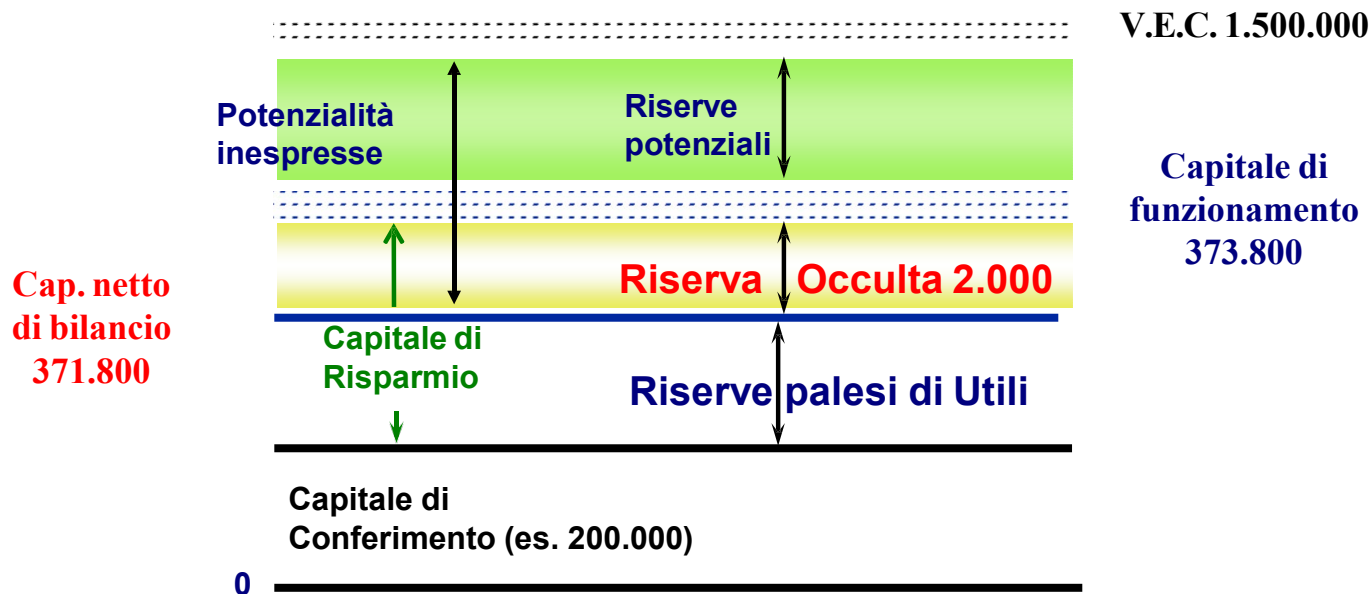 V.E.C. 1.500.000
Potenzialità
inespresse
Riserve
potenziali
Capitale di
funzionamento
373.800
Riserva Occulta 2.000
Cap. netto
di bilancio
371.800
Capitale di
Risparmio
Riserve palesi di Utili
Capitale di
Conferimento (es. 200.000)
0